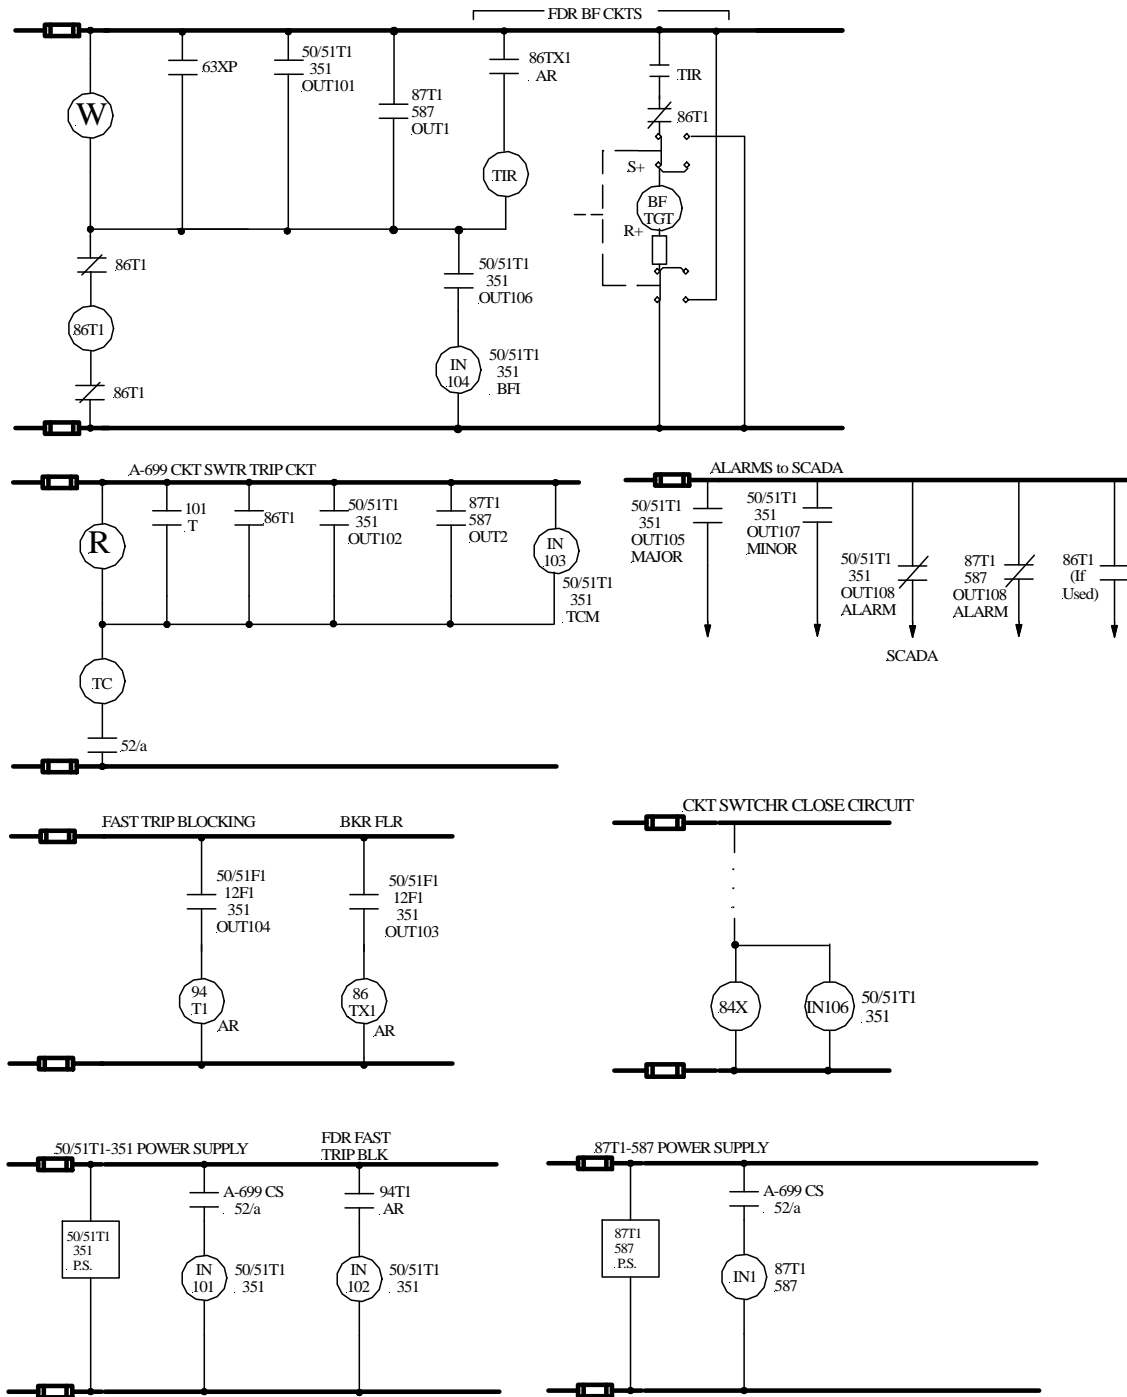 FDR BF CKTS
W
63XP
50/51T1
351
OUT101
87T1
587
OUT1
86TX1
AR
TIR
TIR
86T1
S+
BF
TGT
R+
86T1
86T1
86T1
50/51T1
351
OUT106
IN
104
50/51T1
351
BFI
A-699 CKT SWTR TRIP CKT
R
101
T
86T1
50/51T1
351
OUT102
87T1
587
OUT2
IN
103
50/51T1
351
TCM
TC
52/a
ALARMS to SCADA
50/51T1
351
OUT105
MAJOR
50/51T1
351
OUT107
MINOR
50/51T1
351
OUT108
ALARM
87T1
587
OUT108
ALARM
86T1
(If
Used)
SCADA
FAST TRIP BLOCKING
BKR FLR
50/51F1
12F1
351
OUT104
50/51F1
12F1
351
OUT103
94
T1
AR
86
TX1
AR
CKT SWTCHR CLOSE CIRCUIT
84X
IN106
50/51T1
351
50/51T1-351 POWER SUPPLY
FDR FAST
TRIP BLK
50/51T1
351
P.S.
A-699 CS
52/a
IN
101
50/51T1
351
94T1
AR
IN
102
50/51T1
351
87T1-587 POWER SUPPLY
87T1
587
P.S.
A-699 CS
52/a
IN1
87T1
587